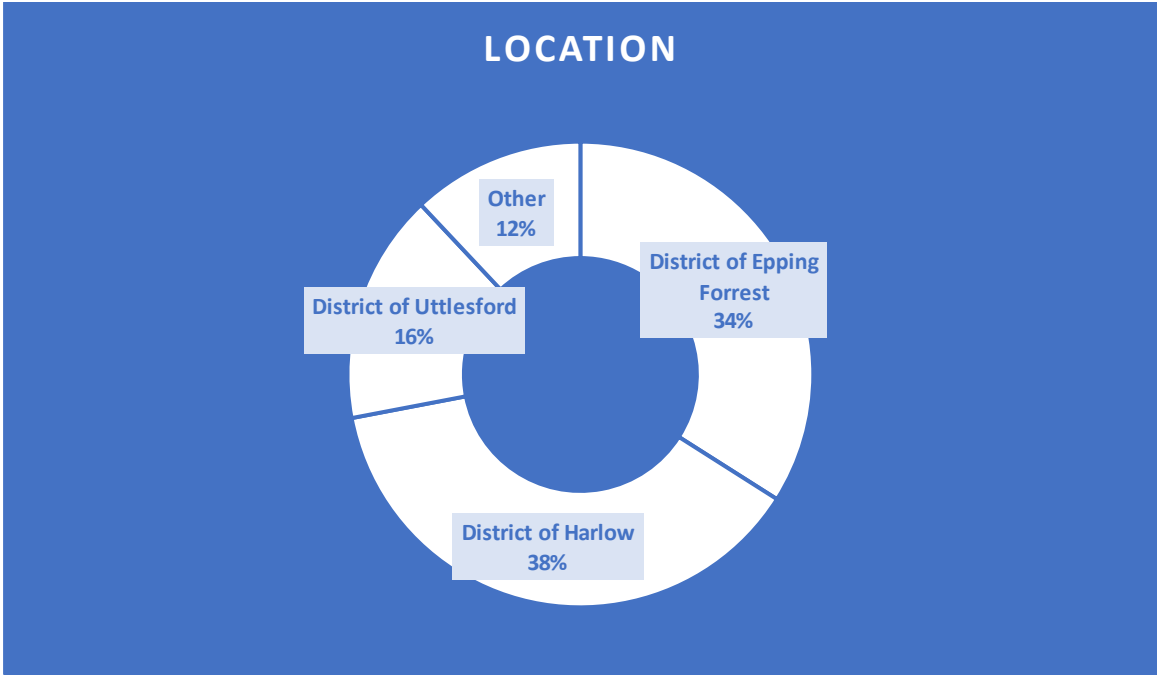 LOCATION
Other
12%
District of Epping
Forrest
34%
District of Uttlesford
16%
District of Harlow
38%